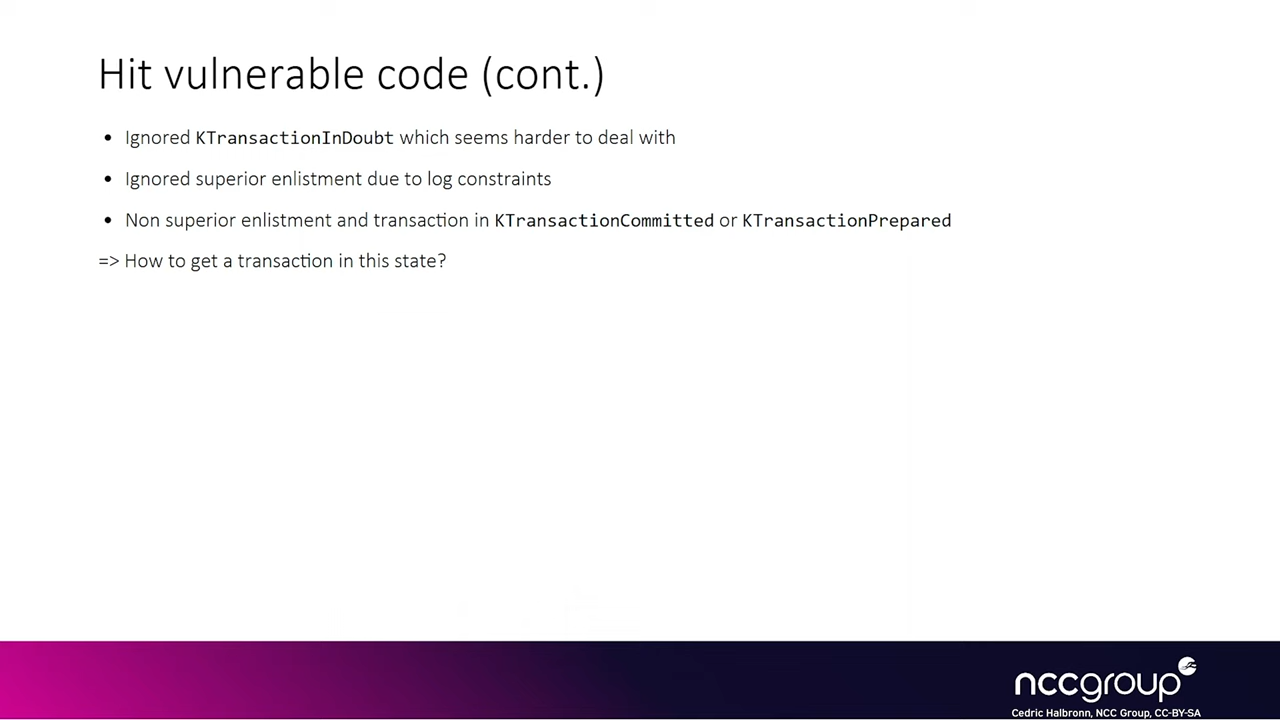 Hit vulnerable code (cont.)
• Ignored KTransactionInDoubt which seems harder to deal with
• Ignored superior enlistment due to log constraints
• Non superior enlistment and transaction in KTransactionCommitted or KTransactionPrepared
=> How to get a transaction in this state?
nccgroup
Cedric Halbronn, NCC Group, CC-BY-SA